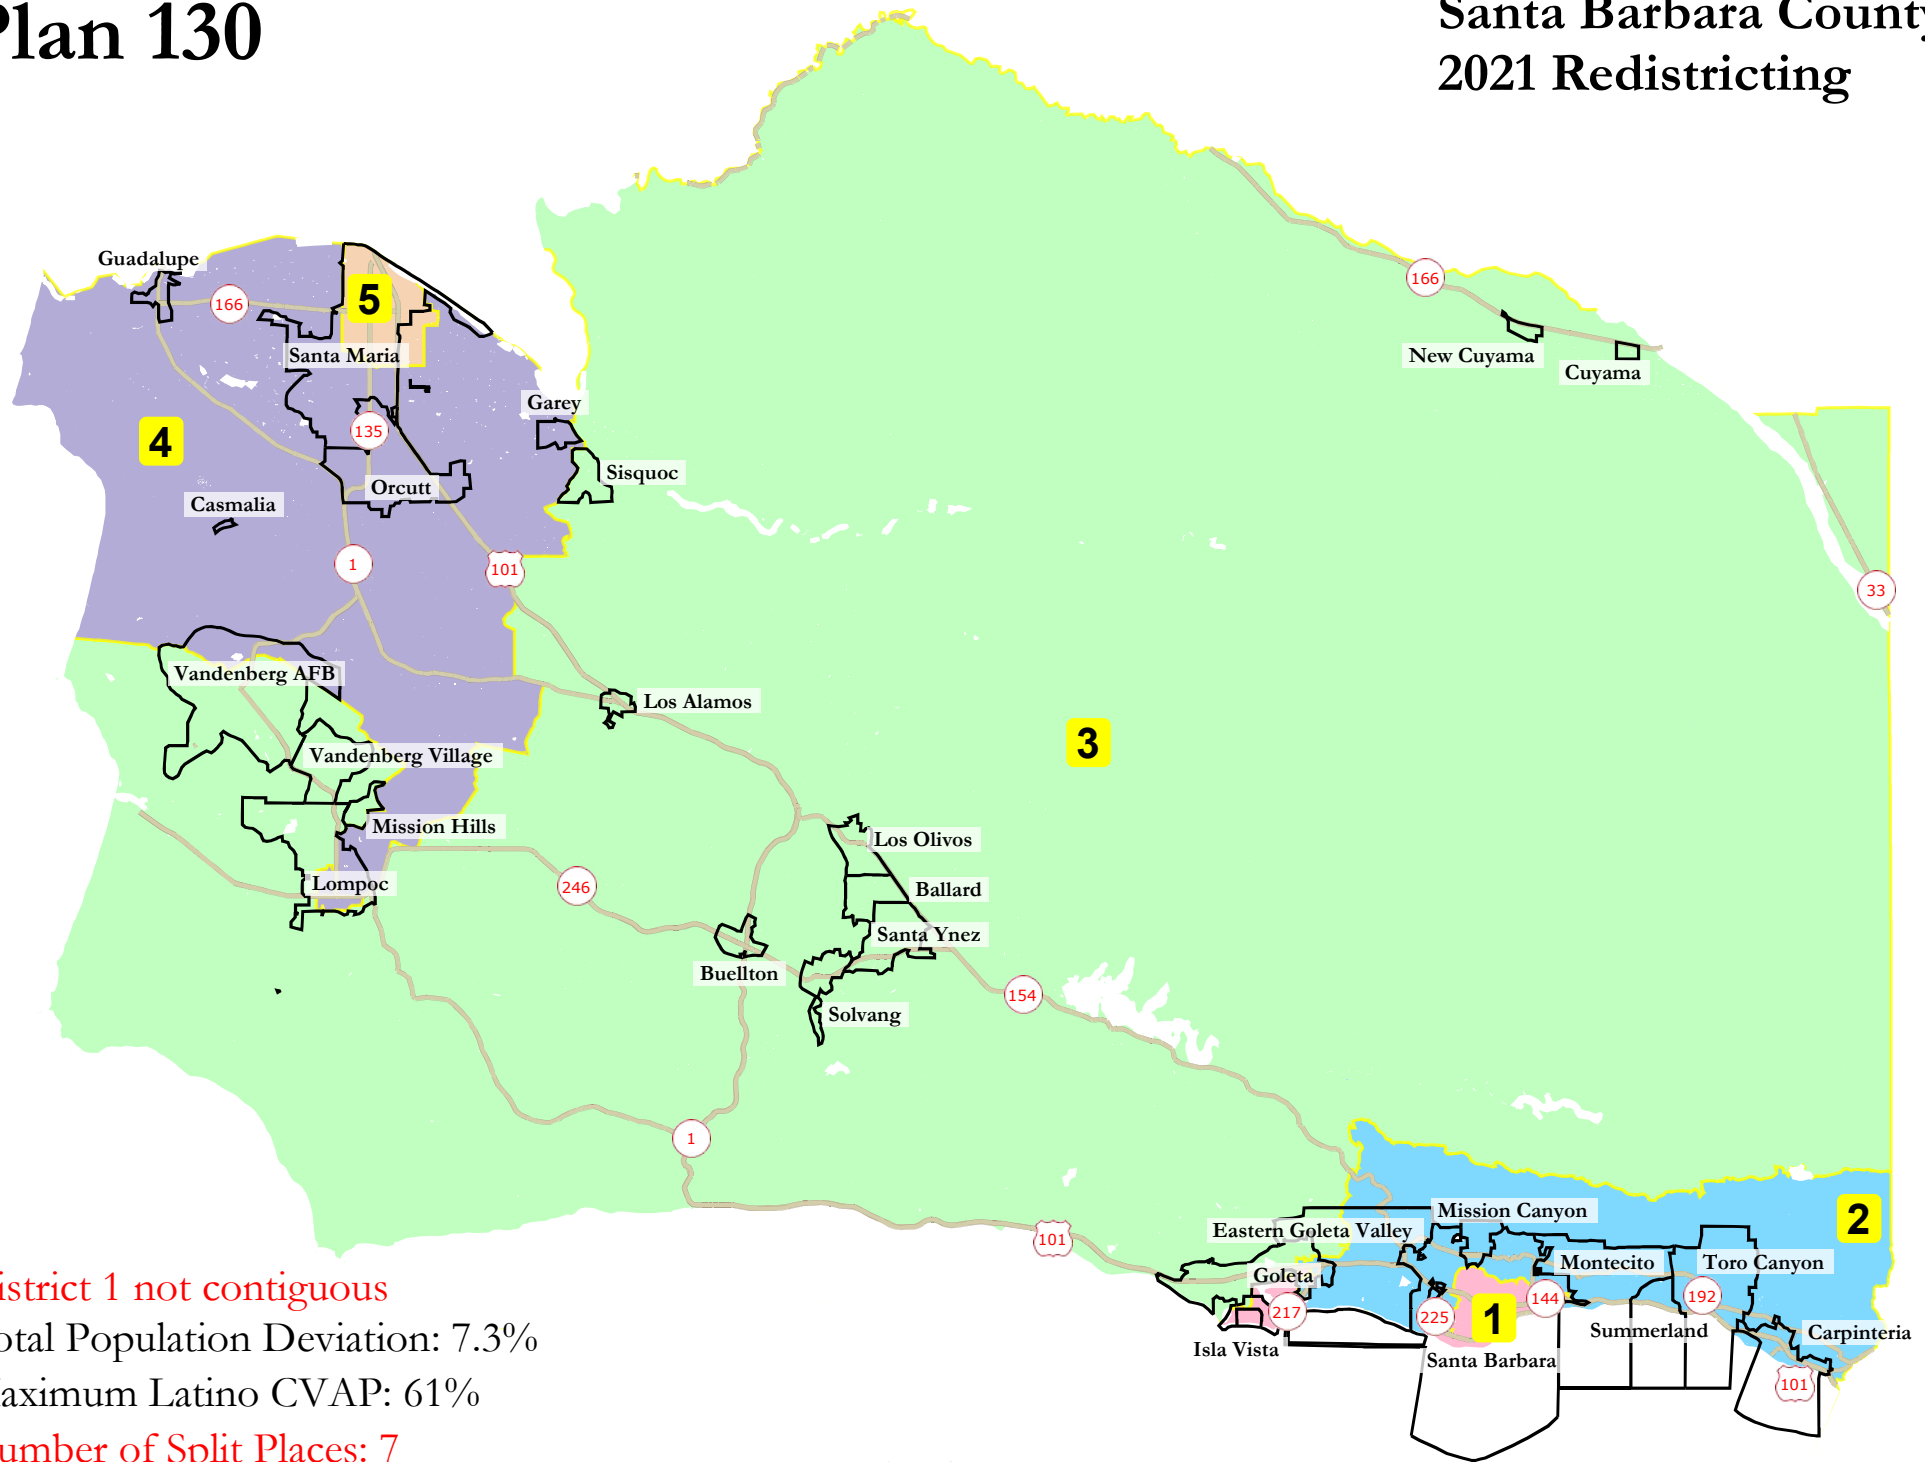 Plan 130
Santa Barbara County
2021 Redistricting
Guadalupe
166
5
166
Santa Maria
New Cuyama
Cuyama
Garey
4
135
Sisquoc
Orcutt
Casmalia
1
101
33
Vandenberg AFB
Los Alamos
3
Vandenberg Village
Mission Hills
Los Olivos
Lompoc
246
Ballard
Santa Ynez
Buellton
154
Solvang
1
Mission Canyon
2
Eastern Goleta Valley
101
Montecito
Toro Canyon
Goleta
217
225
1
144
192
Summerland
Carpinteria
Isla Vista
Santa Barbara
101
istrict 1 not contiguous
otal Population Deviation: 7.3%
aximum Latino CVAP: 61%
umber of Split Places: 7